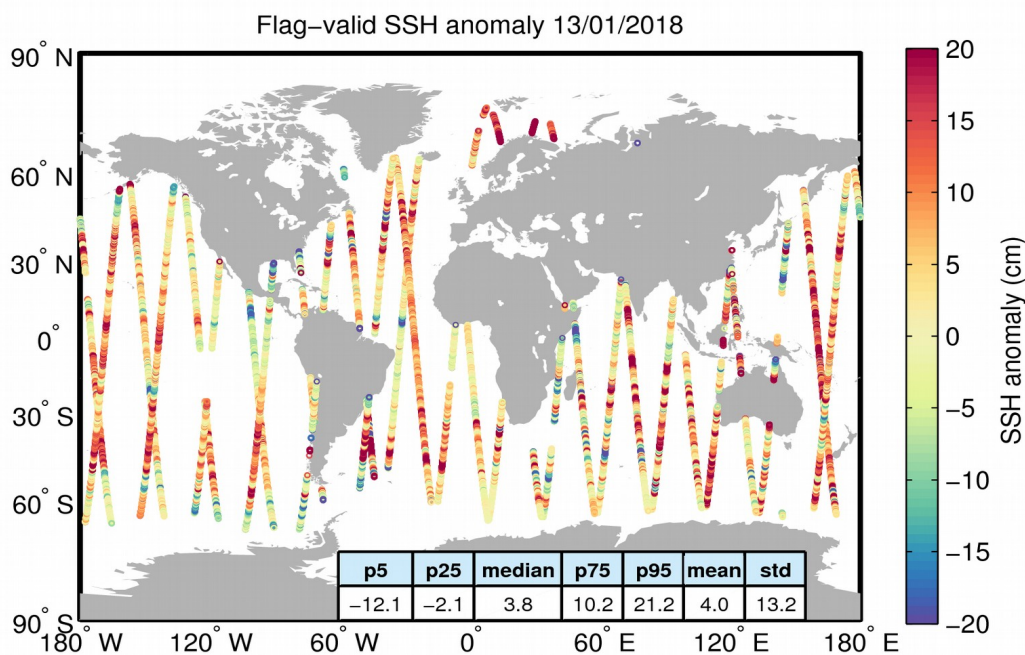 Flag−valid SSH anomaly 13/01/2018
90° N
60° N
30° N
0°
30° S
60° S
90° S
180° W
120° W
60° W
0°
60° E
120° E
180° E
p5 p25 median p75 p95 mean std
−12.1 −2.1 3.8 10.2 21.2 4.0 13.2
20
15
10
5
0
−5
−10
−15
−20
SSH anomaly (cm)